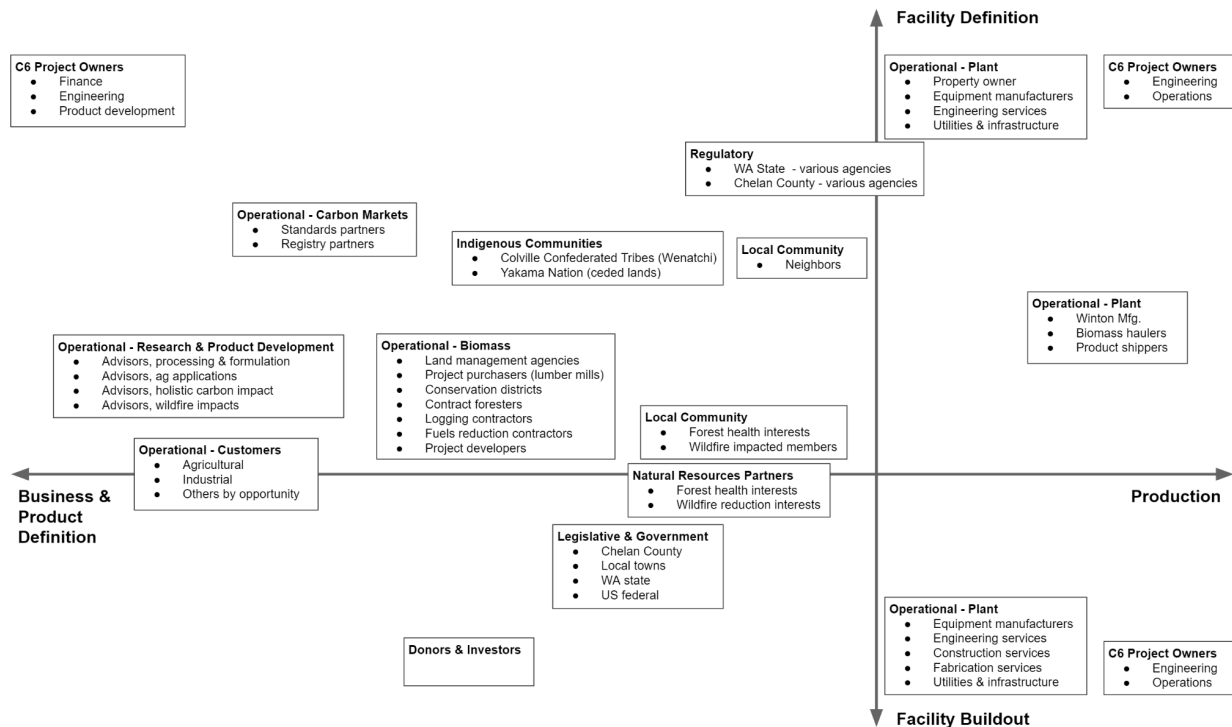 Facility Definition
C6 Project Owners
● Finance
● Engineering
● Product development
Operational - Plant
● Property owner
● Equipment manufacturers
● Engineering services
● Utilities & infrastructure
C6 Project Owners
● Engineering
● Operations
Regulatory
● WA State - various agencies
● Chelan County - various agencies
Operational - Carbon Markets
● Standards partners
● Registry partners
Indigenous Communities
● Colville Confederated Tribes (Wenatchi)
● Yakama Nation (ceded lands)
Local Community
● Neighbors
Operational - Plant
● Winton Mfg.
● Biomass haulers
● Product shippers
Operational - Research & Product Development
● Advisors, processing & formulation
● Advisors, ag applications
● Advisors, holistic carbon impact
● Advisors, wildfire impacts
Operational - Biomass
● Land management agencies
● Project purchasers (lumber mills)
● Conservation districts
● Contract foresters
● Logging contractors
● Fuels reduction contractors
● Project developers
Local Community
● Forest health interests
● Wildfire impacted members
Operational - Customers
● Agricultural
● Industrial
● Others by opportunity
Natural Resources Partners
● Forest health interests
● Wildfire reduction interests
Business &
Product
Definition
Production
Legislative & Government
● Chelan County
● Local towns
● WA state
● US federal
Donors & Investors
Operational - Plant
● Equipment manufacturers
● Engineering services
● Construction services
● Fabrication services
● Utilities & infrastructure
C6 Project Owners
● Engineering
● Operations
Facility Buildout